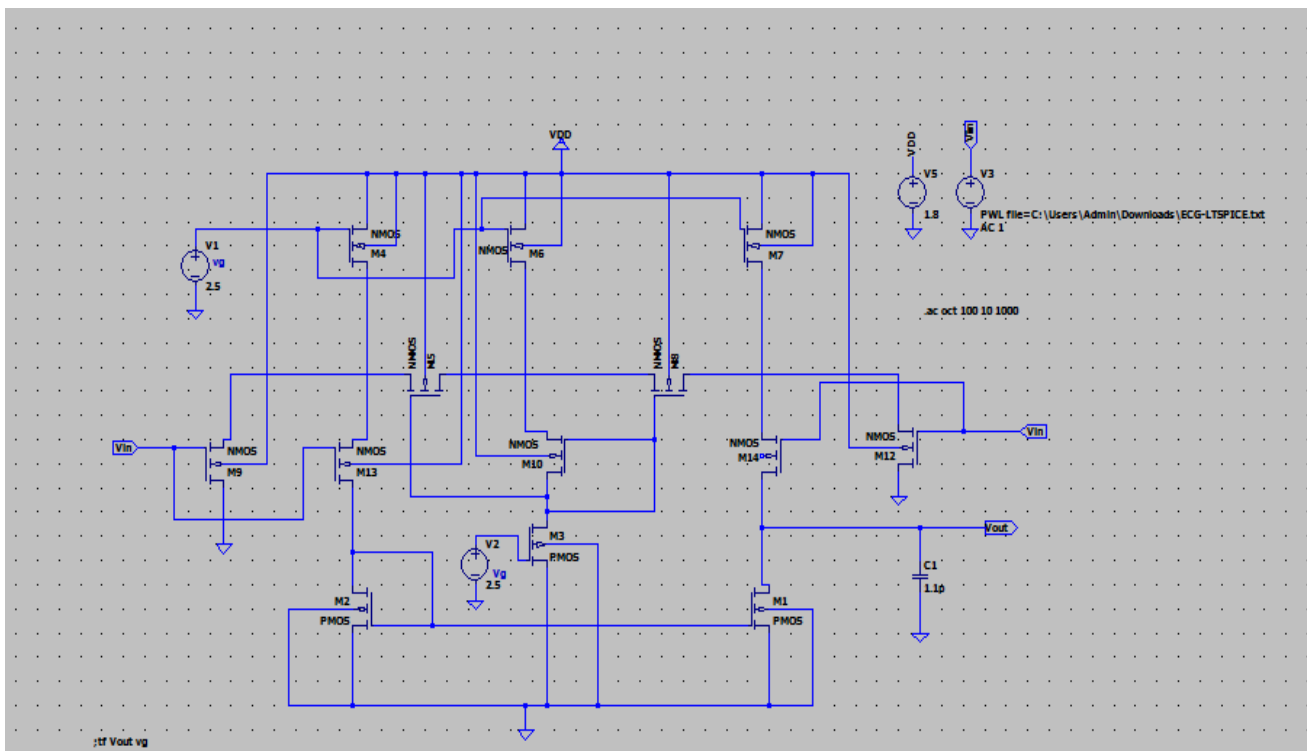 VDD
VDD
V5
1.8
Vin
V3
PWL file=C:\Users\Admin\Downloads\ECG-LTSPICE.txt
AC 1
V1
vg
2.5
NMOS
M4
NMOS
M6
NMOS
M7
.ac oct 100 10 1000
NMOS
NMOS
Vin
NMOS
M9
NMOS
M13
NMOS
M10
NMOS
M14
NMOS
M12
Vin
V2
Vg
2.5
M3
PMOS
Vout
C1
1.1p
M2
PMOS
M1
PMOS
;tf Vout vg